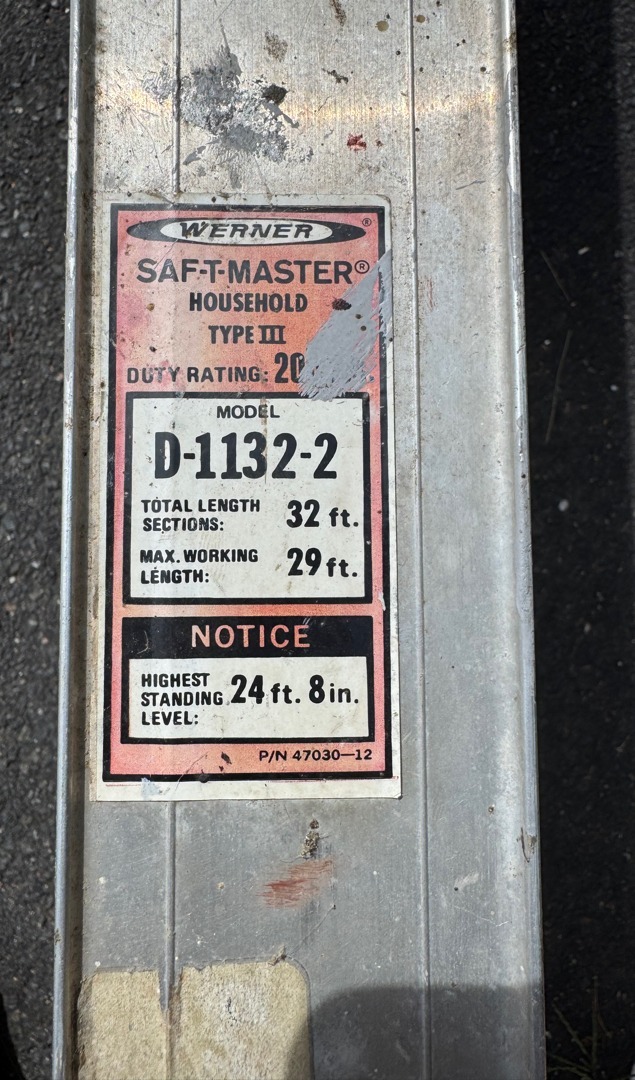 WERNER®
SAF-T-MASTER®
HOUSEHOLD
TYPE III
DUTY RATING:
MODEL
D-1132-2
TOTAL LENGTH
SECTIONS: 32 ft.
MAX. WORKING
LENGTH: 29 ft.
NOTICE
HIGHEST
STANDING 24 ft. 8 in.
LEVEL:
P/N 47030—12